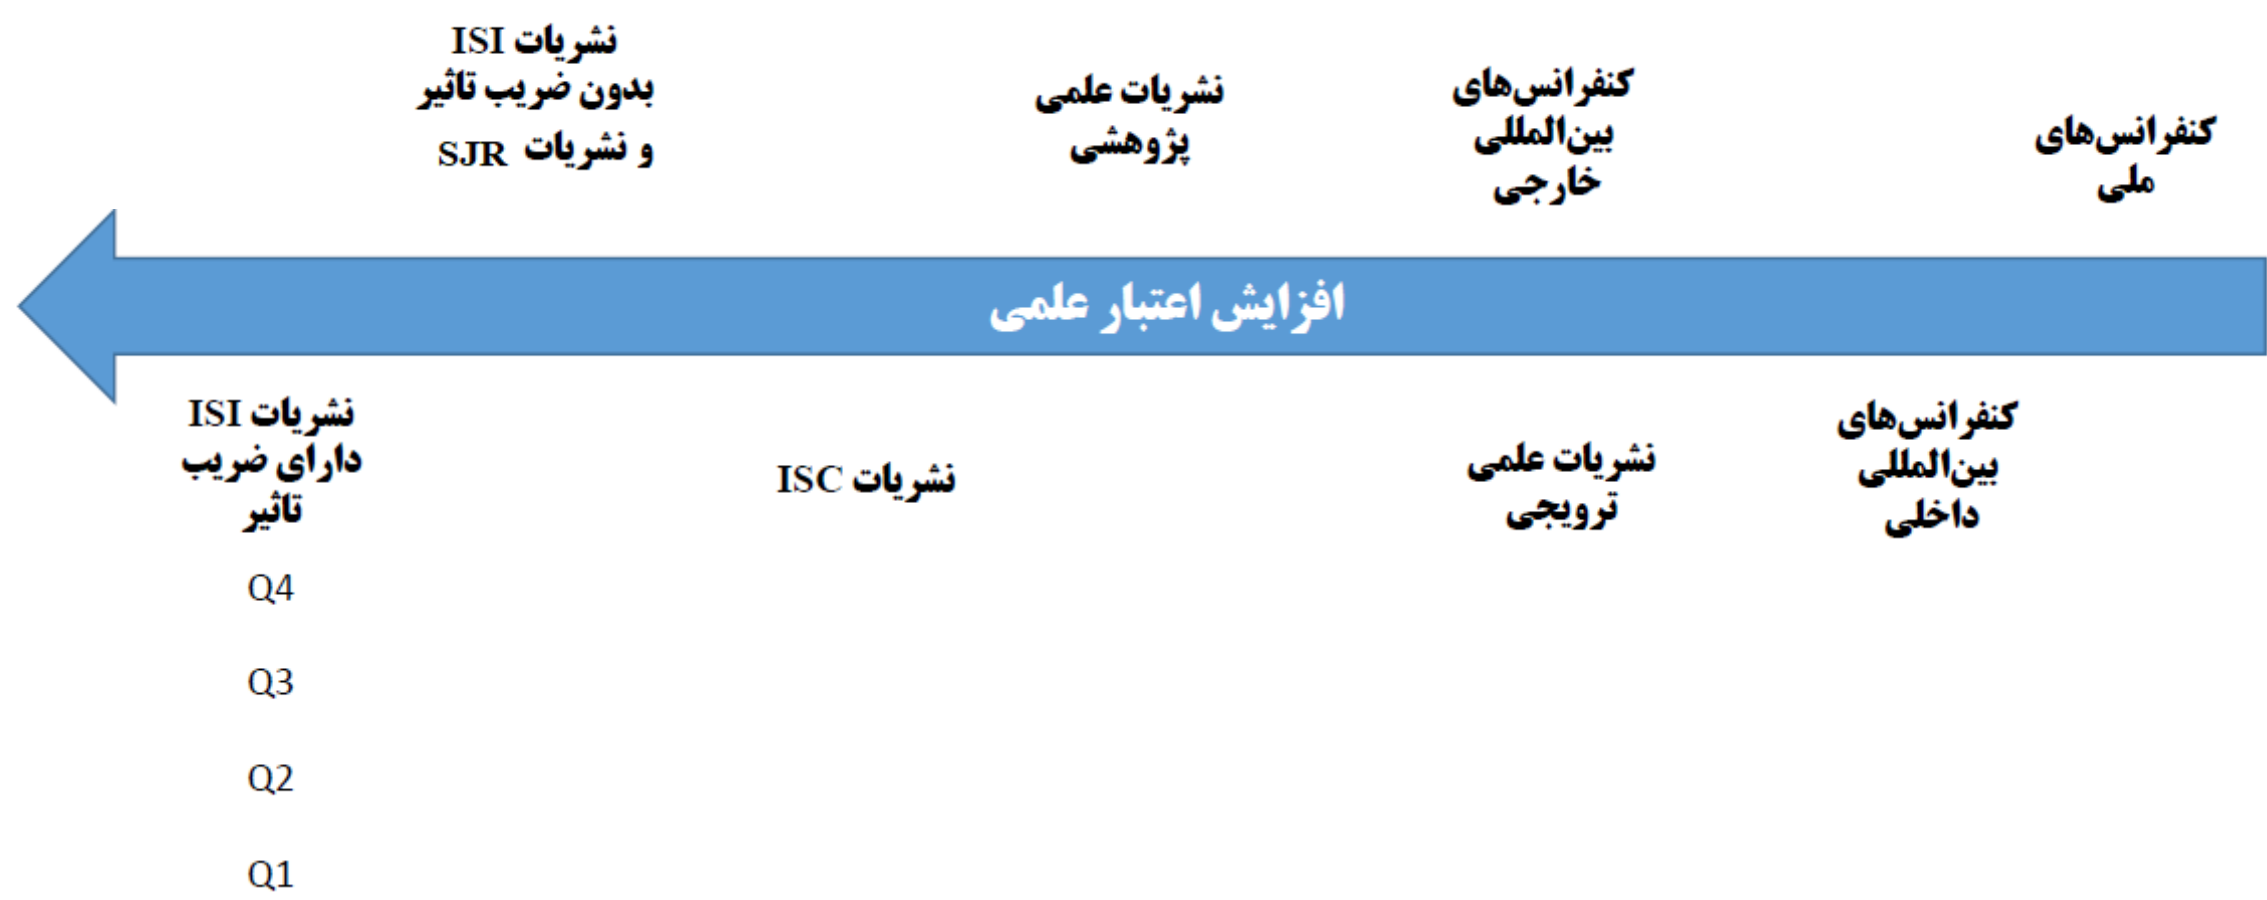 کنفرانس‌های
ملی
کنفرانس‌های
بین‌المللی
خارجی
نشریات علمی
پژوهشی
نشریات ISI
بدون ضریب تاثیر
و نشریات SJR
افزایش اعتبار علمی
کنفرانس‌های
بین‌المللی
داخلی
نشریات علمی
ترویجی
نشریات ISC
نشریات ISI
دارای ضریب
تاثیر
Q4
Q3
Q2
Q1